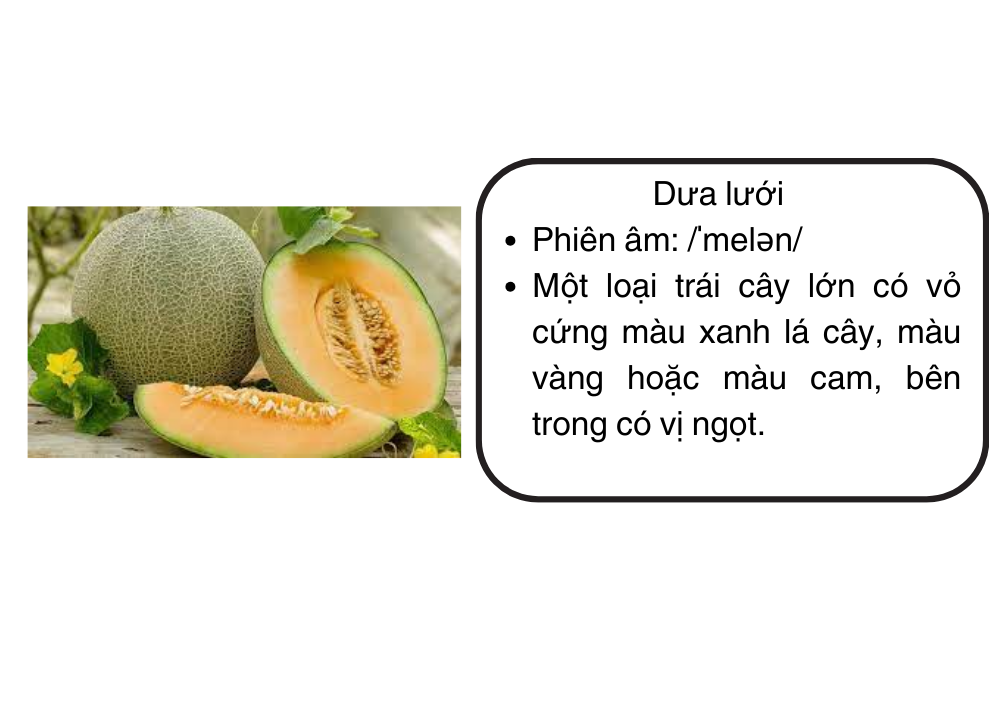 Dưa lưới
• Phiên âm: /ˈmelən/
• Một loại trái cây lớn có vỏ
cứng màu xanh lá cây, màu
vàng hoặc màu cam, bên
trong có vị ngọt.